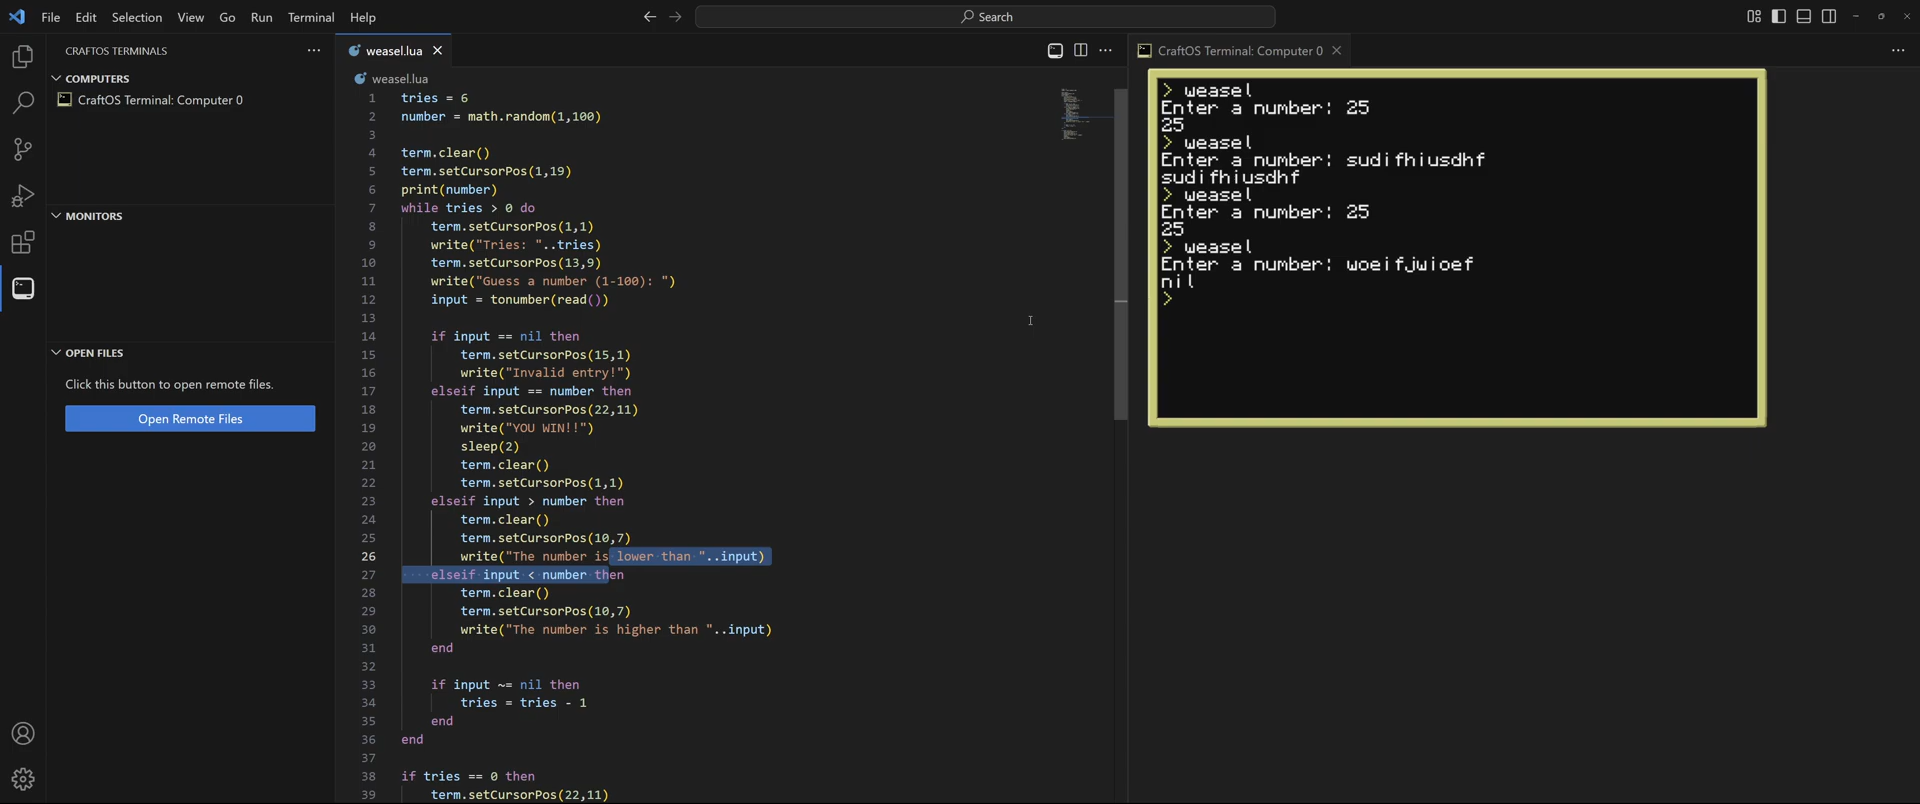 File Edit Selection View Go Run Terminal Help
Search
CRAFTOS TERMINALS
COMPUTERS
CraftOS Terminal: Computer 0
MONITORS
OPEN FILES
Click this button to open remote files.
Open Remote Files
weasel.lua
weasel.lua
1 tries = 6
2 number = math.random(1,100)
3
4 term.clear()
5 term.setCursorPos(1,19)
6 print(number)
7 while tries > 0 do
8 term.setCursorPos(1,1)
9 write("Tries: "..tries)
10 term.setCursorPos(13,9)
11 write("Guess a number (1-100): ")
12 input = tonumber(read())
13
14 if input == nil then
15 term.setCursorPos(15,1)
16 write("Invalid entry!")
17 elseif input == number then
18 term.setCursorPos(22,11)
19 write("YOU WIN!!")
20 sleep(2)
21 term.clear()
22 term.setCursorPos(1,1)
23 elseif input > number then
24 term.clear()
25 term.setCursorPos(10,7)
26 write("The number is lower than "..input)
27 elseif input < number then
28 term.clear()
29 term.setCursorPos(10,7)
30 write("The number is higher than "..input)
31 end
32
33 if input ~= nil then
34 tries = tries - 1
35 end
36 end
37
38 if tries == 0 then
39 term.setCursorPos(22,11)
CraftOS Terminal: Computer 0
> weasel
Enter a number: 25
25
> weasel
Enter a number: sudifhiusdhf
sudifhiusdhf
> weasel
Enter a number: 25
25
> weasel
Enter a number: woeifjwioef
nil
>